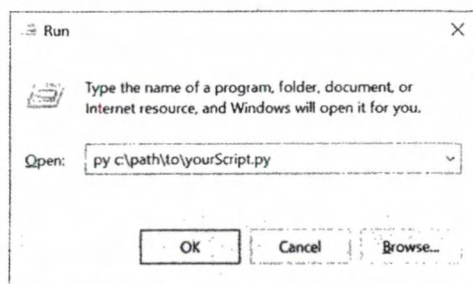 Run
Type the name of a program, folder, document, or
Internet resource, and Windows will open it for you.
Open: py c:\path\to\yourScript.py
OK Cancel Browse...